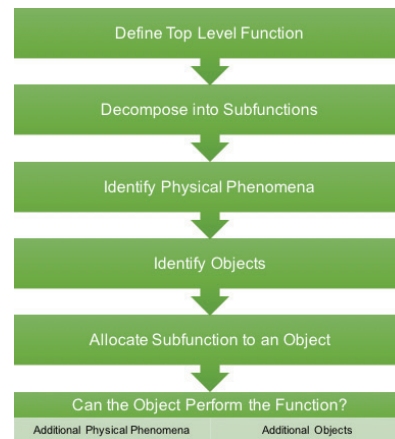 Define Top Level Function
Decompose into Subfunctions
Identify Physical Phenomena
Identify Objects
Allocate Subfunction to an Object
Can the Object Perform the Function?
Additional Physical Phenomena Additional Objects